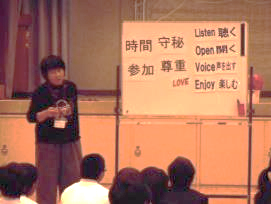 時間 守秘
参加 尊重
LOVE
Listen 聴く
Open 開く
Voice 声を出す
Enjoy 楽しむ